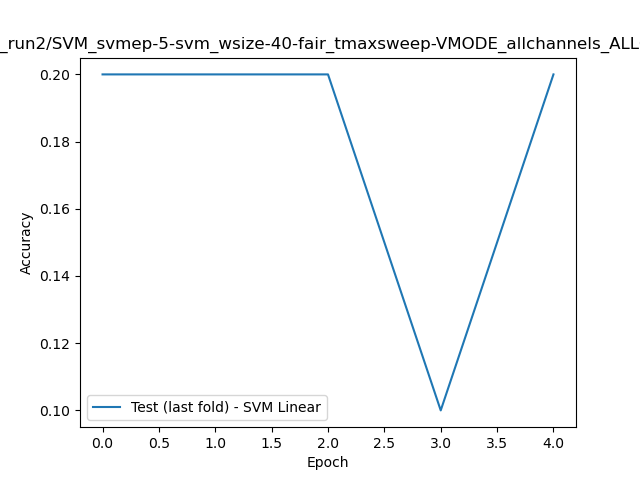 _run2/SVM_svmep-5-svm_wsize-40-fair_tmaxsweep-VMODE_allchannels_ALL
0.20
0.18
0.16
0.14
0.12
0.10
Accuracy
Test (last fold) - SVM Linear
0.0 0.5 1.0 1.5 2.0 2.5 3.0 3.5 4.0
Epoch